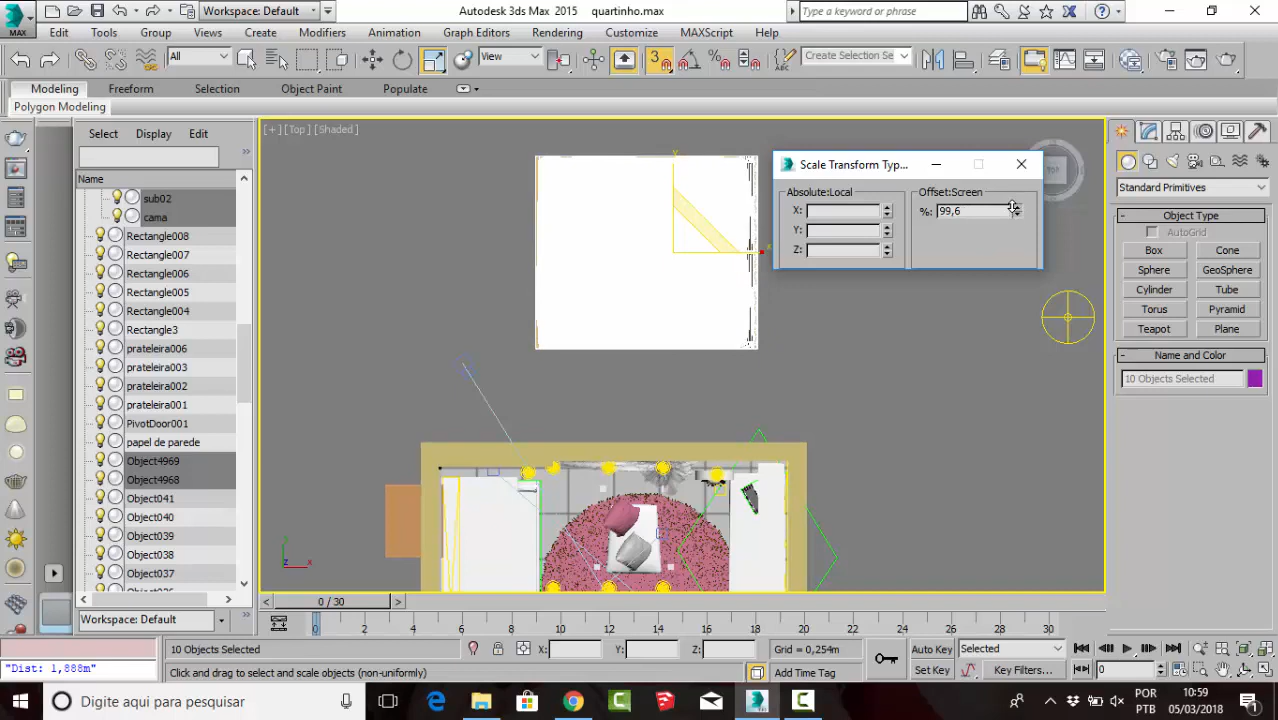 MAX
Workspace: Default
Autodesk 3ds Max 2015
quartinho.max
Type a keyword or phrase
Edit Tools Group Views Create Modifiers Animation Graph Editors Rendering Customize MAXScript Help
All
View
3
Create Selection Se
Modeling Freeform Selection Object Paint Populate
Polygon Modeling
Select Display Edit
Name
sub02
cama
Rectangle008
Rectangle007
Rectangle006
Rectangle005
Rectangle004
Rectangle3
prateleira006
prateleira003
prateleira002
prateleira001
PivotDoor001
papel de parede
Object4969
Object4968
Object041
Object040
Object039
Object038
Object037
Workspace: Default
[+] [Top] [Shaded]
Scale Transform Typ...
Absolute:Local
X:
Y:
Z:
Offset:Screen
%: 99,6
TOP
Y
x
z
x
Standard Primitives
Object Type
AutoGrid
Box Cone
Sphere GeoSphere
Cylinder Tube
Torus Pyramid
Teapot Plane
Name and Color
10 Objects Selected
0 / 30
0 2 4 6 8 10 12 14 16 18 20 22 24 26 28 30
"Dist: 1,888m"
10 Objects Selected
X: Y: Z:
Grid = 0,254m
Click and drag to select and scale objects (non-uniformly)
Add Time Tag
Auto Key
Selected
Set Key
Key Filters...
0
Digite aqui para pesquisar
POR
PTB
10:59
05/03/2018